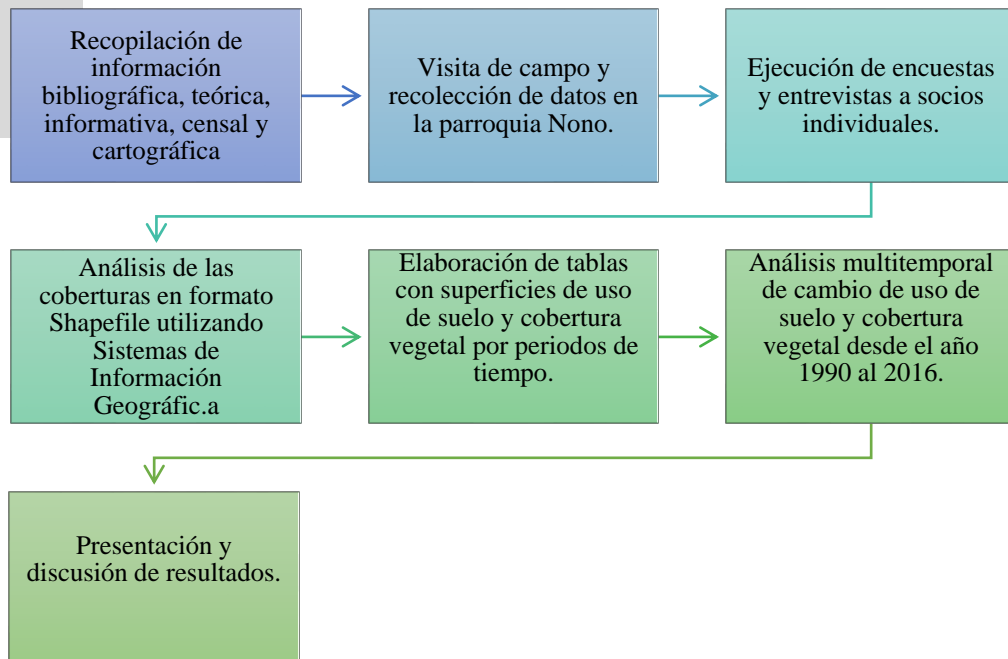 Recopilación de
información
bibliográfica, teórica,
informativa, censal y
cartográfica
Visita de campo y
recolección de datos en
la parroquia Nono.
Ejecución de encuestas
y entrevistas a socios
individuales.
Análisis de las
coberturas en formato
Shapefile utilizando
Sistemas de
Información
Geográfic.a
Elaboración de tablas
con superficies de uso
de suelo y cobertura
vegetal por periodos de
tiempo.
Análisis multitemporal
de cambio de uso de
suelo y cobertura
vegetal desde el año
1990 al 2016.
Presentación y
discusión de resultados.